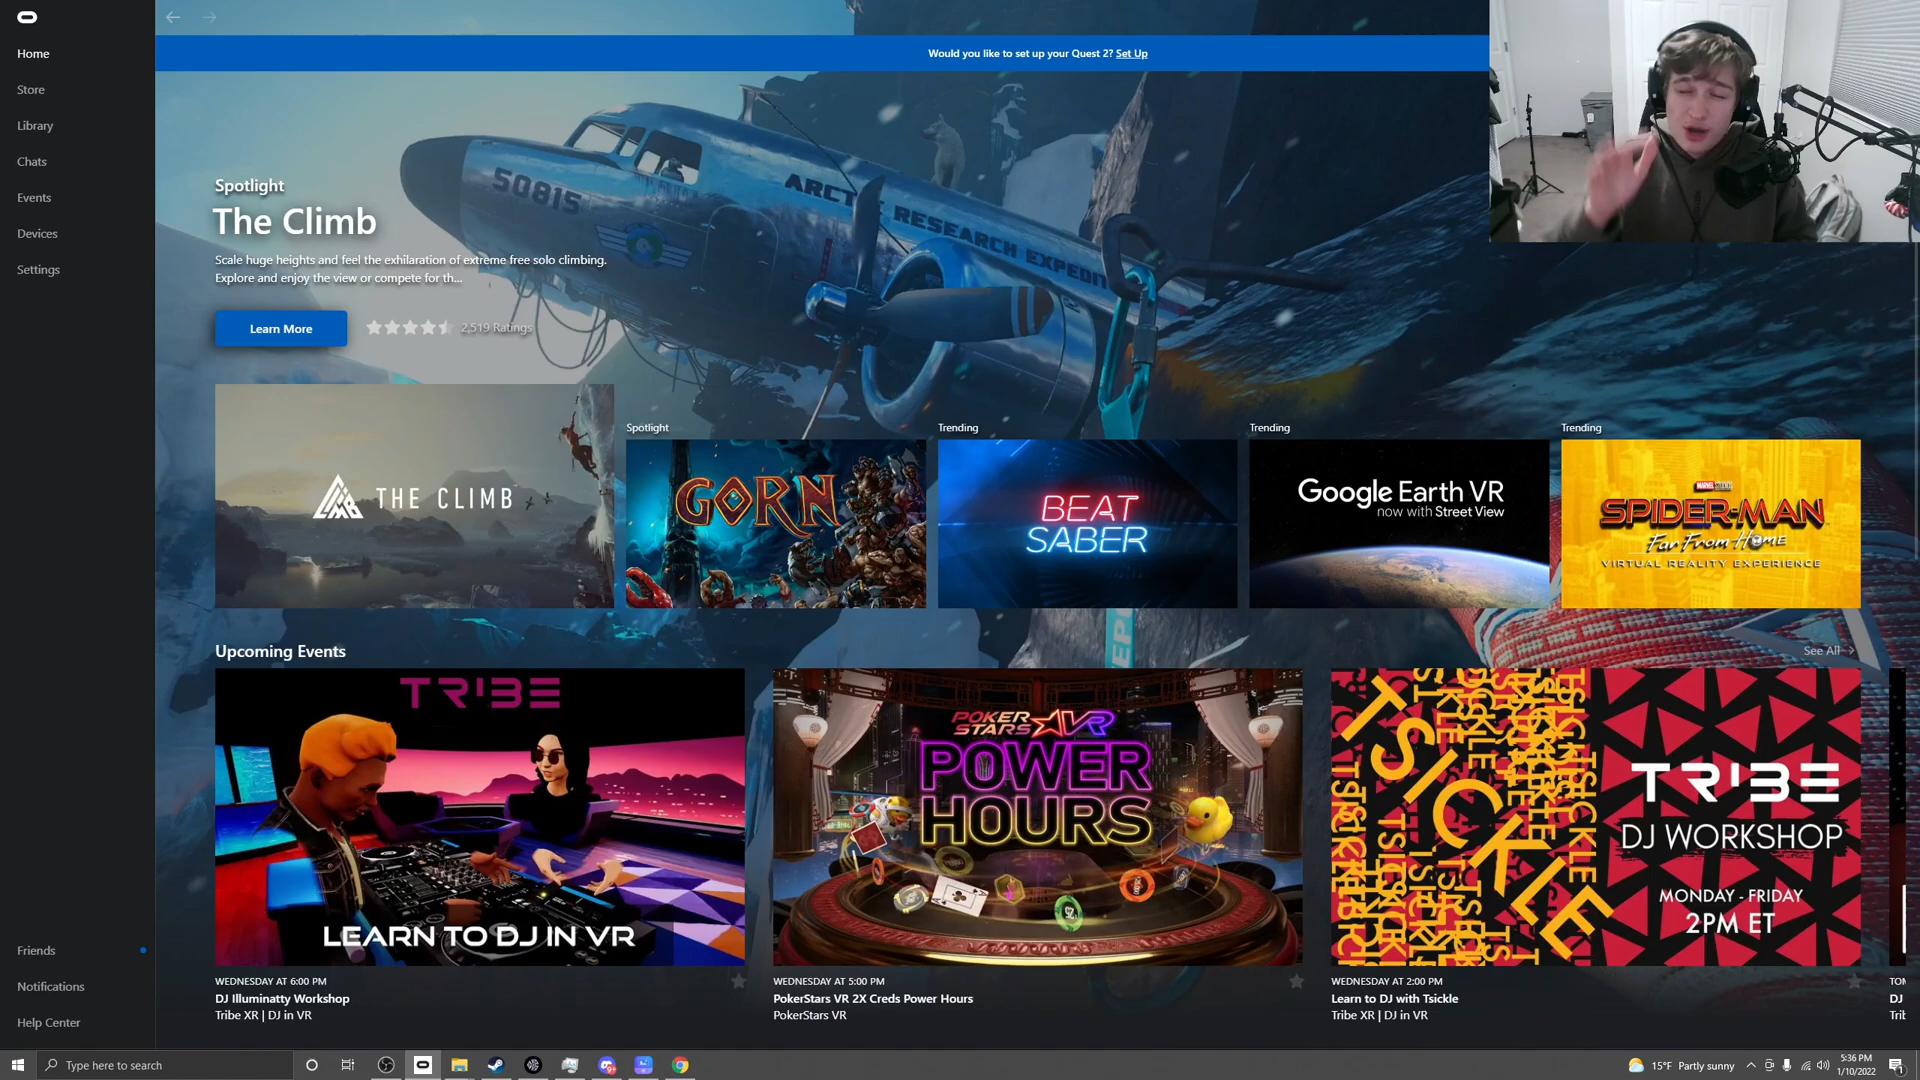 Would you like to set up your Quest 2? Set Up
Home
Store
Library
Chats
Events
Devices
Settings
50815
ARCTIC RESEARCH EXPEDITI
Spotlight
The Climb
Scale huge heights and feel the exhilaration of extreme free solo climbing.
Explore and enjoy the view or compete for th...
Learn More
2,519 Ratings
THE CLIMB
Spotlight
GORN
Trending
BEAT
SABER
Trending
Google Earth VR
now with Street View
Trending
MARVEL STUDIOS
SPIDER-MAN
Far From Home
VIRTUAL REALITY EXPERIENCE
Upcoming Events
See All
TRIBE
LEARN TO DJ IN VR
WEDNESDAY AT 6:00 PM
DJ Illuminatty Workshop
Tribe XR | DJ in VR
POKER
STARS VR
POWER
HOURS
WEDNESDAY AT 5:00 PM
PokerStars VR 2X Creds Power Hours
PokerStars VR
TSICKLE
TRIBE
DJ WORKSHOP
MONDAY - FRIDAY
2PM ET
WEDNESDAY AT 2:00 PM
Learn to DJ with Tsickle
Tribe XR | DJ in VR
TOM
DJ
Trib
Friends
Notifications
Help Center
Type here to search
15°F Partly sunny
5:36 PM
1/10/2022